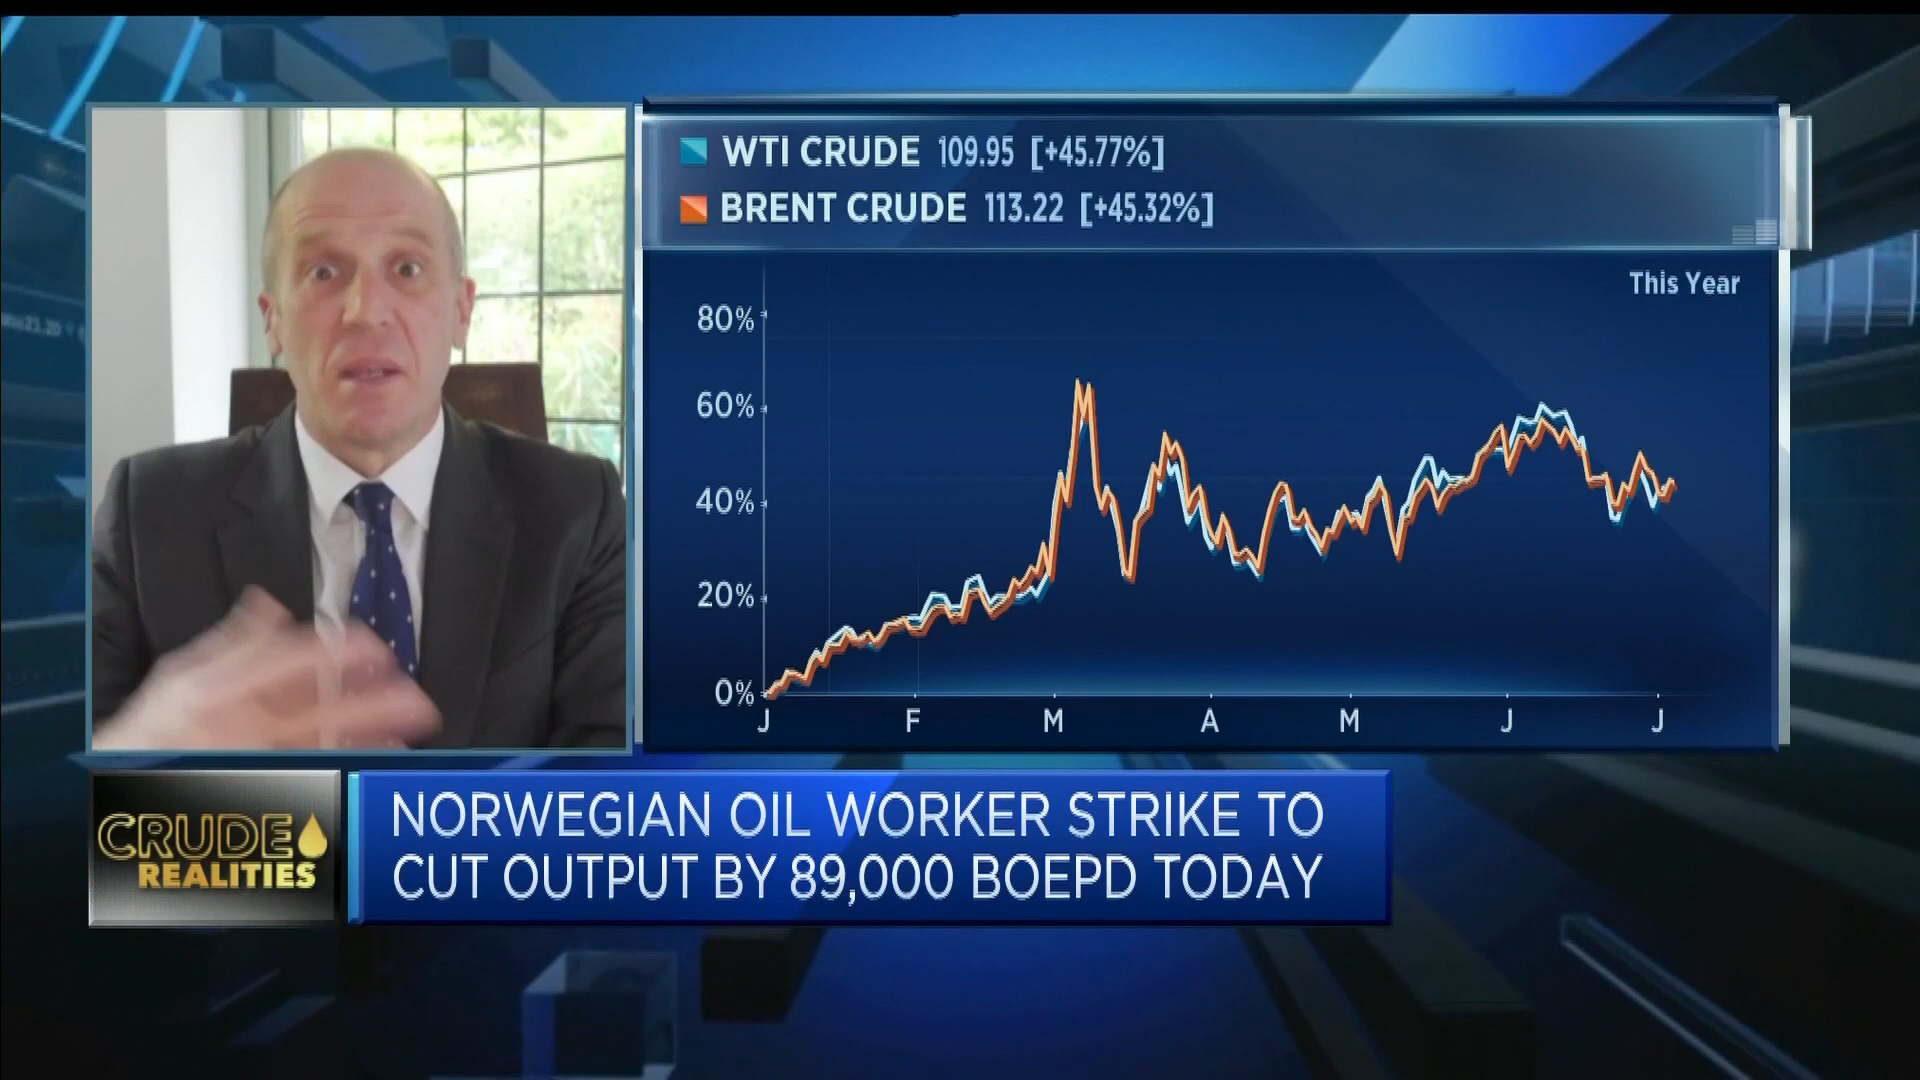 WTI CRUDE 109.95 [+45.77%]
BRENT CRUDE 113.22 [+45.32%]
This Year
80%
60%
40%
20%
0%
J F M A M J J
CRUDE
REALITIES
NORWEGIAN OIL WORKER STRIKE TO
CUT OUTPUT BY 89,000 BOEPD TODAY